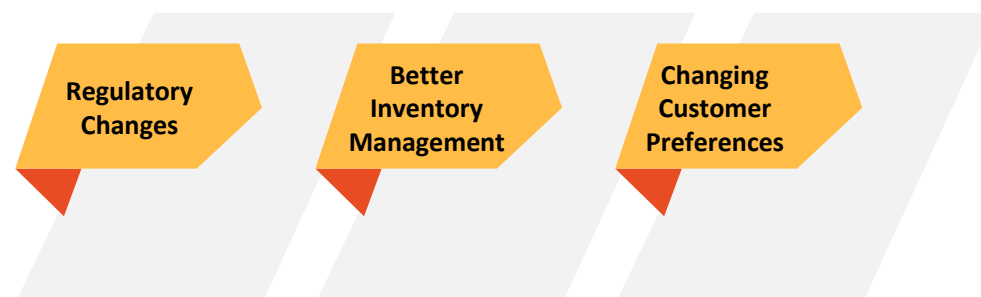 Regulatory
Changes
Better
Inventory
Management
Changing
Customer
Preferences